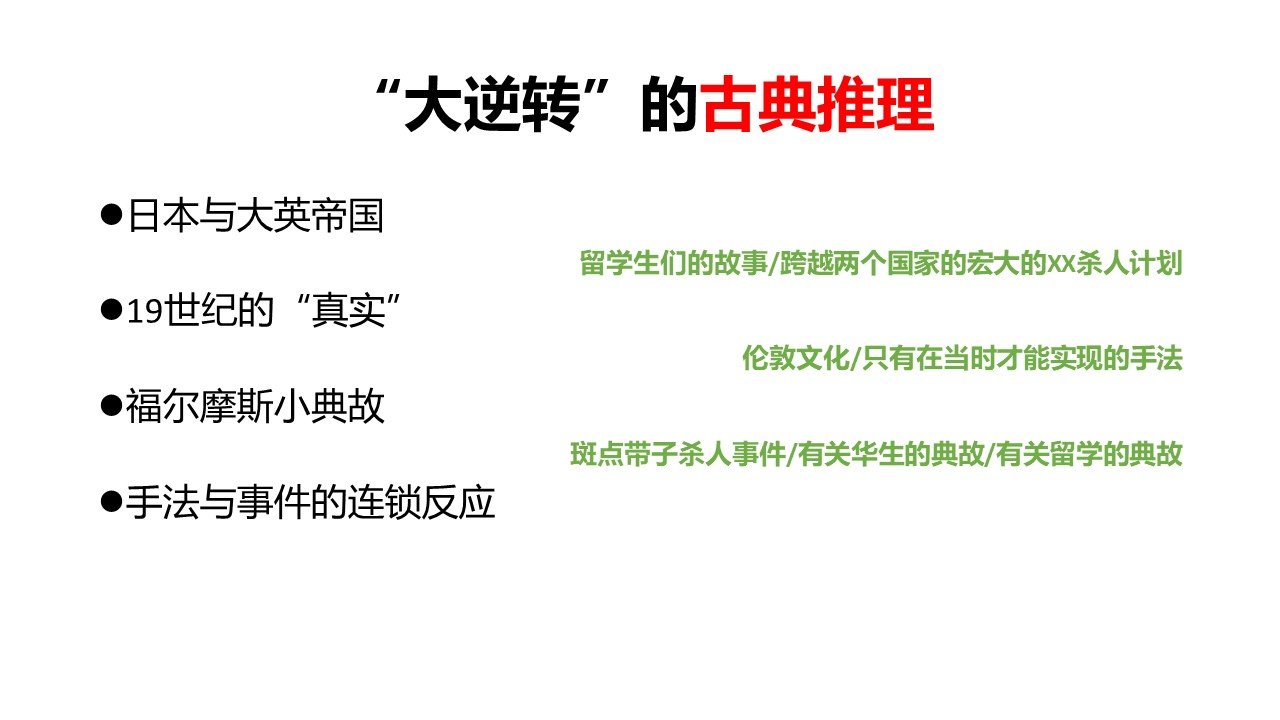 “大逆转”的古典推理
●日本与大英帝国
留学生们的故事/跨越两个国家的宏大的XX杀人计划
●19世纪的“真实”
伦敦文化/只有在当时才能实现的手法
●福尔摩斯小典故
斑点带子杀人事件/有关华生的典故/有关留学的典故
●手法与事件的连锁反应